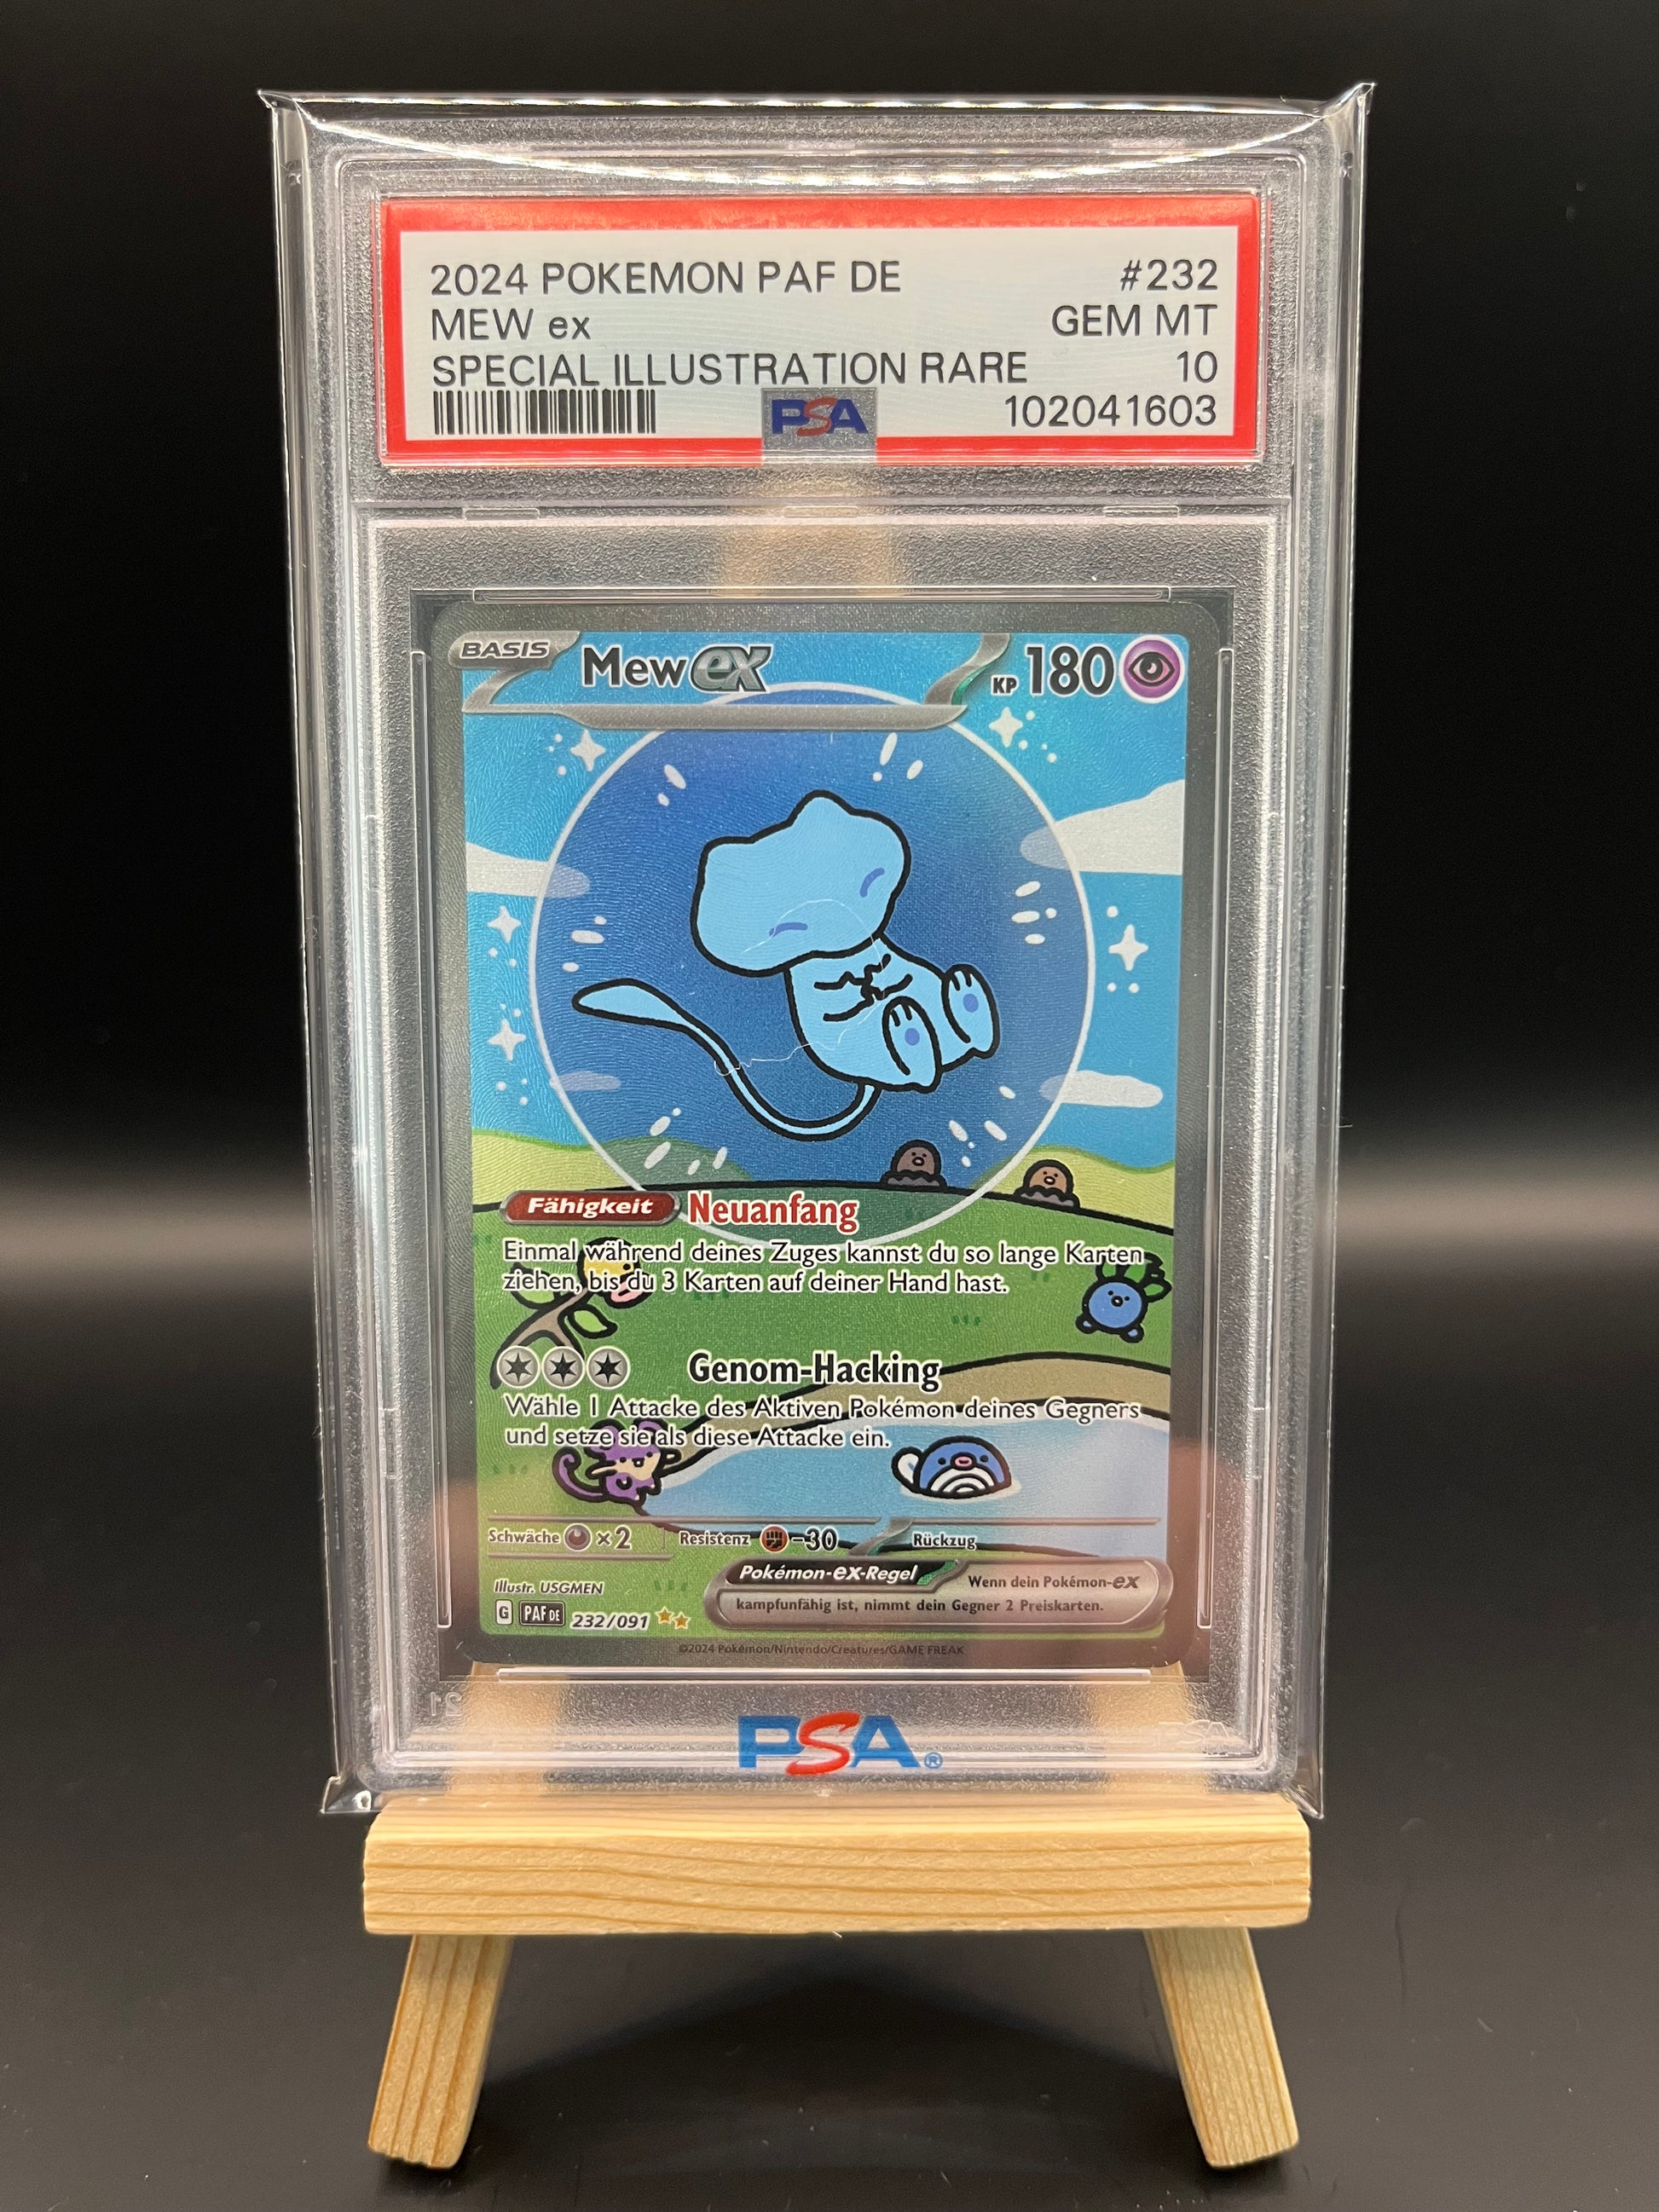 2024 POKEMON PAF DE #232
MEW ex GEM MT
SPECIAL ILLUSTRATION RARE 10
PSA 102041603
BASIS Mew ex KP 180
Fähigkeit Neuanfang
Einmal während deines Zuges kannst du so lange Karten
ziehen, bis du 3 Karten auf deiner Hand hast.
Genom-Hacking
Wähle 1 Attacke des Aktiven Pokémon deines Gegners
und setze sie als diese Attacke ein.
Schwäche ×2 Resistenz -30 Rückzug
Pokémon-ex-Regel Wenn dein Pokémon-ex
kampfunfähig ist, nimmt dein Gegner 2 Preiskarten.
Illustr. USGMEN
G PAF DE 232/091
©2024 Pokémon/Nintendo/Creatures/GAME FREAK
PSA®